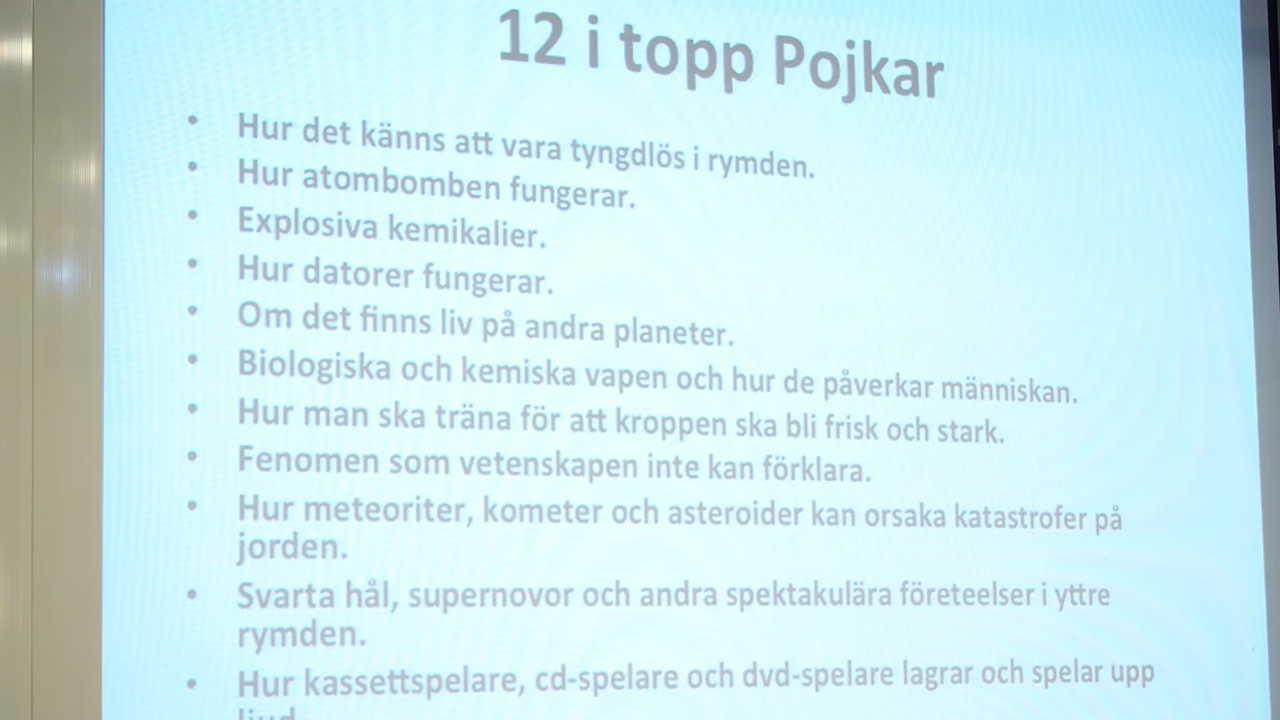 12 i topp Pojkar
• Hur det känns att vara tyngdlös i rymden.
• Hur atombomben fungerar.
• Explosiva kemikalier.
• Hur datorer fungerar.
• Om det finns liv på andra planeter.
• Biologiska och kemiska vapen och hur de påverkar människan.
• Hur man ska träna för att kroppen ska bli frisk och stark.
• Fenomen som vetenskapen inte kan förklara.
• Hur meteoriter, kometer och asteroider kan orsaka katastrofer på
jorden.
• Svarta hål, supernovor och andra spektakulära företeelser i yttre
rymden.
• Hur kassettspelare, cd-spelare och dvd-spelare lagrar och spelar upp